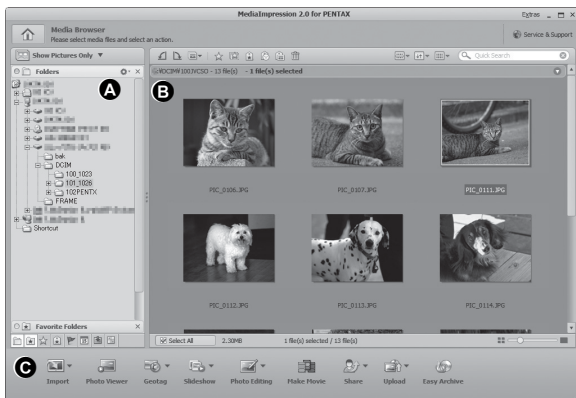 MediaImpression 2.0 for PENTAX
Extras
Media Browser
Please select media files and select an action.
Service & Support
Show Pictures Only
Quick Search
Folders
A
bak
DCIM
100_1023
101_1026
102PENTX
FRAME
Shortcut
Favorite Folders
B
13 file(s) - 1 file(s) selected
PIC_0106.JPG
PIC_0107.JPG
PIC_0111.JPG
PIC_0112.JPG
PIC_0113.JPG
PIC_0114.JPG
Select All
2.30MB
1 file(s) selected / 13 file(s)
C
Import
Photo Viewer
Geotag
Slideshow
Photo Editing
Make Movie
Share
Upload
Easy Archive